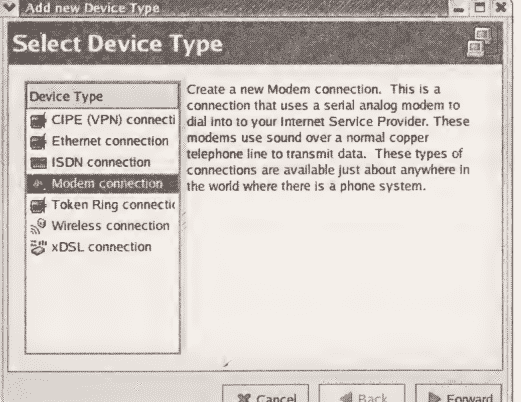 Add new Device Type
Select Device Type
Device Type
CIPE (VPN) connecti
Ethernet connection
ISDN connection
Modem connection
Token Ring connectic
Wireless connection
xDSL connection
Create a new Modem connection. This is a
connection that uses a serial analog modem to
dial into to your Internet Service Provider. These
modems use sound over a normal copper
telephone line to transmit data. These types of
connections are available just about anywhere in
the world where there is a phone system.
Cancel
Back
Forward